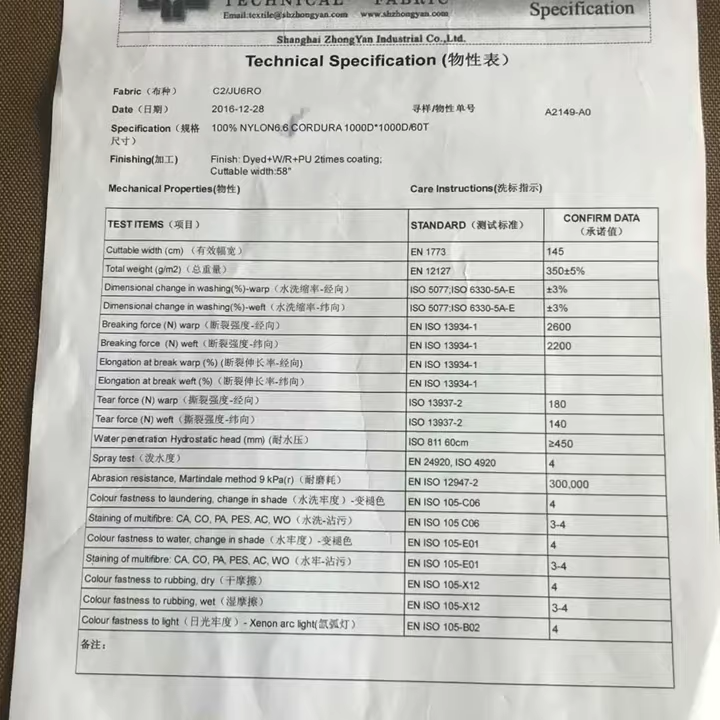 TECHNICAL FABRIC
Email:textile@shzhongyan.com www.shzhongyan.com
Specification
Shanghai ZhongYan Industrial Co.,Ltd.
Technical Specification (物性表)
Fabric (布种) C2/JU6RO
Date (日期) 2016-12-28 寻样/物性单号 A2149-A0
Specification (规格 100% NYLON6.6 CORDURA 1000D*1000D/60T
尺寸)
Finishing(加工) Finish: Dyed+W/R+PU 2times coating;
Cuttable width:58"
Mechanical Properties(物性) Care Instructions(洗标指示)
TEST ITEMS (项目) STANDARD (测试标准) CONFIRM DATA
(承诺值)
Cuttable width (cm) (有效幅宽) EN 1773 145
Total weight (g/m2) (总重量) EN 12127 350±5%
Dimensional change in washing(%)-warp (水洗缩率-经向) ISO 5077;ISO 6330-5A-E ±3%
Dimensional change in washing(%)-weft (水洗缩率-纬向) ISO 5077;ISO 6330-5A-E ±3%
Breaking force (N) warp (断裂强度-经向) EN ISO 13934-1 2600
Breaking force (N) weft (断裂强度-纬向) EN ISO 13934-1 2200
Elongation at break warp (%) (断裂伸长率-经向) EN ISO 13934-1
Elongation at break weft (%) (断裂伸长率-纬向) EN ISO 13934-1
Tear force (N) warp (撕裂强度-经向) ISO 13937-2 180
Tear force (N) weft (撕裂强度-纬向) ISO 13937-2 140
Water penetration Hydrostatic head (mm) (耐水压) ISO 811 60cm ≥450
Spray test (泼水度) EN 24920, ISO 4920 4
Abrasion resistance, Martindale method 9 kPa(r) (耐磨耗) EN ISO 12947-2 300,000
Colour fastness to laundering, change in shade (水洗牢度) -变褪色 EN ISO 105-C06 4
Staining of multifibre: CA, CO, PA, PES, AC, WO (水洗-沾污) EN ISO 105 C06 3-4
Colour fastness to water, change in shade (水牢度) -变褪色 EN ISO 105-E01 4
Staining of multifibre: CA, CO, PA, PES, AC, WO (水牢-沾污) EN ISO 105-E01 3-4
Colour fastness to rubbing, dry (干摩擦) EN ISO 105-X12 4
Colour fastness to rubbing, wet (湿摩擦) EN ISO 105-X12 3-4
Colour fastness to light (日光牢度) - Xenon arc light(氙弧灯) EN ISO 105-B02 4
备注: